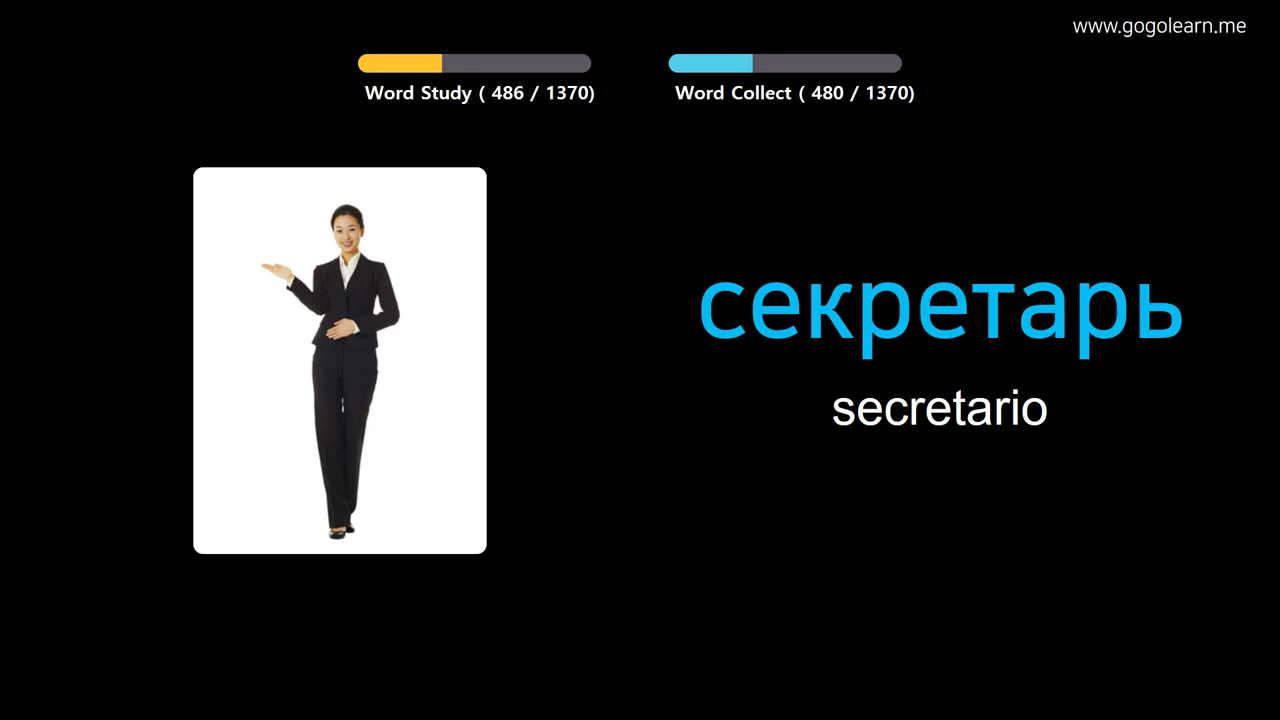 www.gogolearn.me
Word Study ( 486 / 1370)
Word Collect ( 480 / 1370)
секретарь
secretario